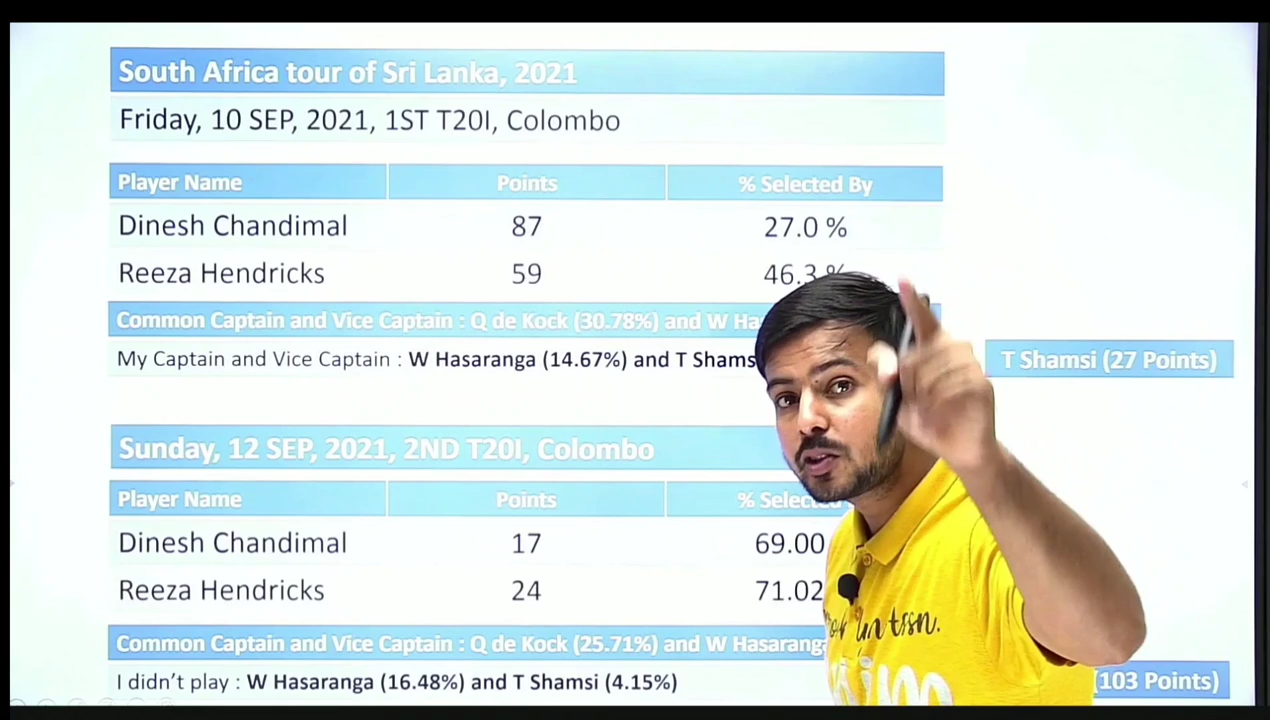 South Africa tour of Sri Lanka, 2021
Friday, 10 SEP, 2021, 1ST T20I, Colombo
Player Name Points % Selected By
Dinesh Chandimal 87 27.0 %
Reeza Hendricks 59 46.3 %
Common Captain and Vice Captain : Q de Kock (30.78%) and W
My Captain and Vice Captain : W Hasaranga (14.67%) and T T Shamsi (27 Points)
Sunday, 12 SEP, 2021, 2ND T20I, Colombo
Player Name Points %
Dinesh Chandimal 17 69.00
Reeza Hendricks 24 71.02
Common Captain and Vice Captain : Q de Kock (25.71%) and W Hasaranga
I didn't play : W Hasaranga (16.48%) and T Shamsi (4.15%) (103 Points)